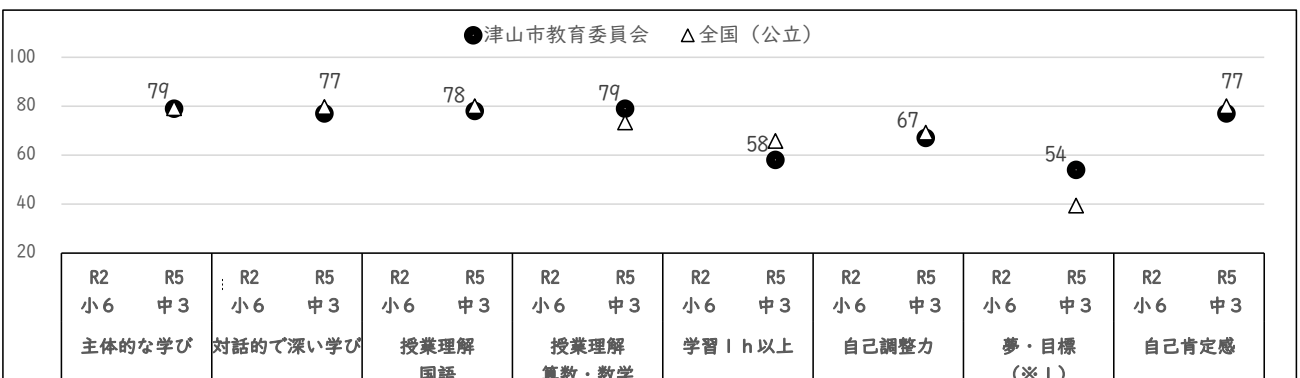 ●津山市教育委員会 △全国（公立）
100
80
60
40
20
79 77 78 79 58 67 54 77
R2 R5 R2 R5 R2 R5 R2 R5 R2 R5 R2 R5 R2 R5 R2 R5
小6 中3 小6 中3 小6 中3 小6 中3 小6 中3 小6 中3 小6 中3 小6 中3
主体的な学び 対話的で深い学び 授業理解 授業理解 学習1h以上 自己調整力 夢・目標 自己肯定感
国語 算数・数学 （※1）